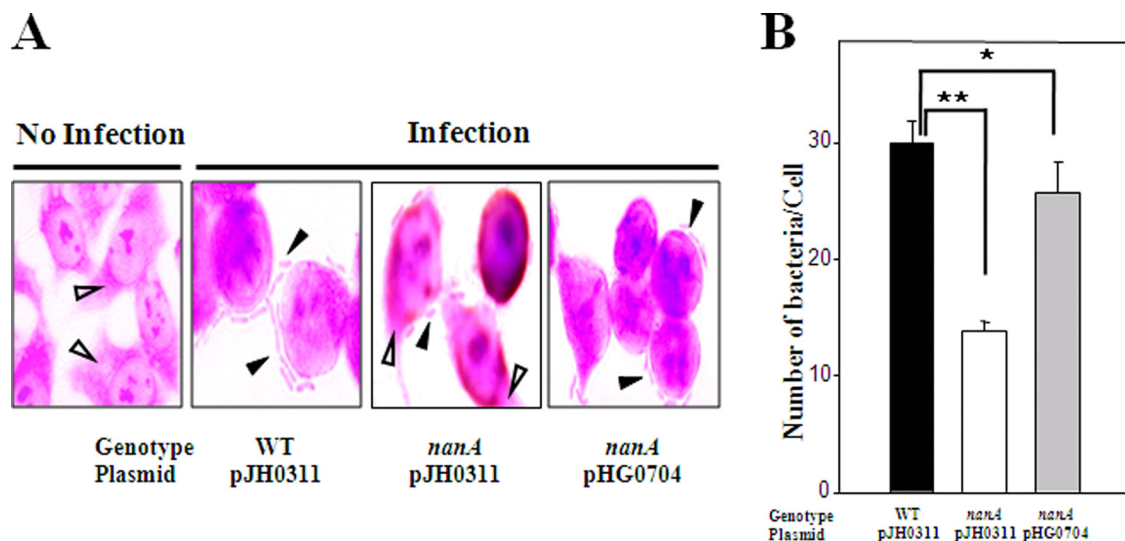 A
No Infection Infection
Genotype WT nanA nanA
Plasmid pJH0311 pJH0311 pHG0704
B
Number of bacteria/Cell
*
**
30
20
10
0
Genotype WT nanA nanA
Plasmid pJH0311 pJH0311 pHG0704